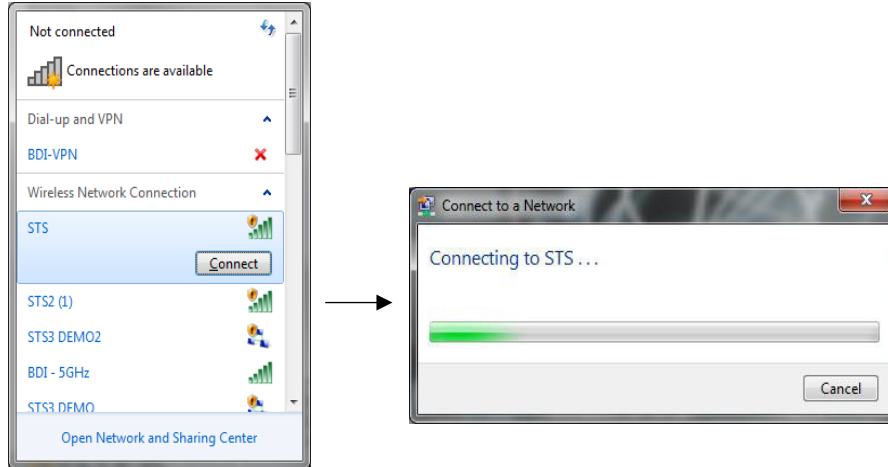 Not connected
Connections are available
Dial-up and VPN
BDI-VPN
Wireless Network Connection
STS
Connect
STS2 (1)
STS3 DEMO2
BDI - 5GHz
STS3 DEMO
Open Network and Sharing Center
Connect to a Network
Connecting to STS . . .
Cancel